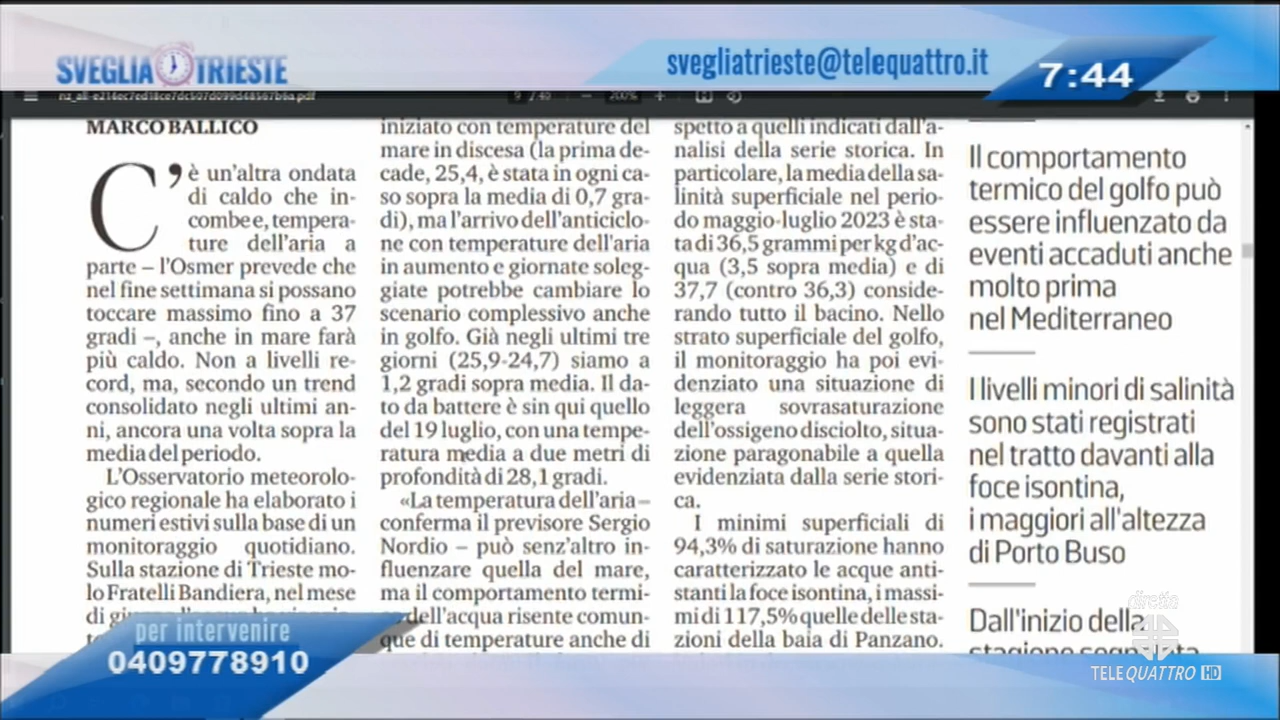 SVEGLIA TRIESTE
svegliatrieste@telequattro.it
7:44
200%
MARCO BALLICO
C'è un'altra ondata
di caldo che in-
combe e, tempera-
ture dell'aria a
parte – l'Osmer prevede che
nel fine settimana si possano
toccare massimo fino a 37
gradi –, anche in mare farà
più caldo. Non a livelli re-
cord, ma, secondo un trend
consolidato negli ultimi an-
ni, ancora una volta sopra la
media del periodo.
L'Osservatorio meteorolo-
gico regionale ha elaborato i
numeri estivi sulla base di un
monitoraggio quotidiano.
Sulla stazione di Trieste mo-
lo Fratelli Bandiera, nel mese
di
iniziato con temperature del
mare in discesa (la prima de-
cade, 25,4, è stata in ogni ca-
so sopra la media di 0,7 gra-
di), ma l'arrivo dell'anticiclo-
ne con temperature dell'aria
in aumento e giornate soleg-
giate potrebbe cambiare lo
scenario complessivo anche
in golfo. Già negli ultimi tre
giorni (25,9-24,7) siamo a
1,2 gradi sopra media. Il da-
to da battere è sin qui quello
del 19 luglio, con una tempe-
ratura media a due metri di
profondità di 28,1 gradi.
«La temperatura dell'aria –
conferma il previsore Sergio
Nordio – può senz'altro in-
fluenzare quella del mare,
ma il comportamento termi-
dell'acqua risente comun-
que di temperature anche di
spetto a quelli indicati dall'a-
nalisi della serie storica. In
particolare, la media della sa-
linità superficiale nel perio-
do maggio-luglio 2023 è sta-
ta di 36,5 grammi per kg d'ac-
qua (3,5 sopra media) e di
37,7 (contro 36,3) conside-
rando tutto il bacino. Nello
strato superficiale del golfo,
il monitoraggio ha poi evi-
denziato una situazione di
leggera sovrasaturazione
dell'ossigeno disciolto, situa-
zione paragonabile a quella
evidenziata dalla serie stori-
ca.
I minimi superficiali di
94,3% di saturazione hanno
caratterizzato le acque anti-
stanti la foce isontina, i massi-
mi di 117,5% quelle delle sta-
zioni della baia di Panzano.
Il comportamento
termico del golfo può
essere influenzato da
eventi accaduti anche
molto prima
nel Mediterraneo
I livelli minori di salinità
sono stati registrati
nel tratto davanti alla
foce isontina,
i maggiori all'altezza
di Porto Buso
Dall'inizio della
stagione
per intervenire
0409778910
diretta
TELEQUATTRO HD